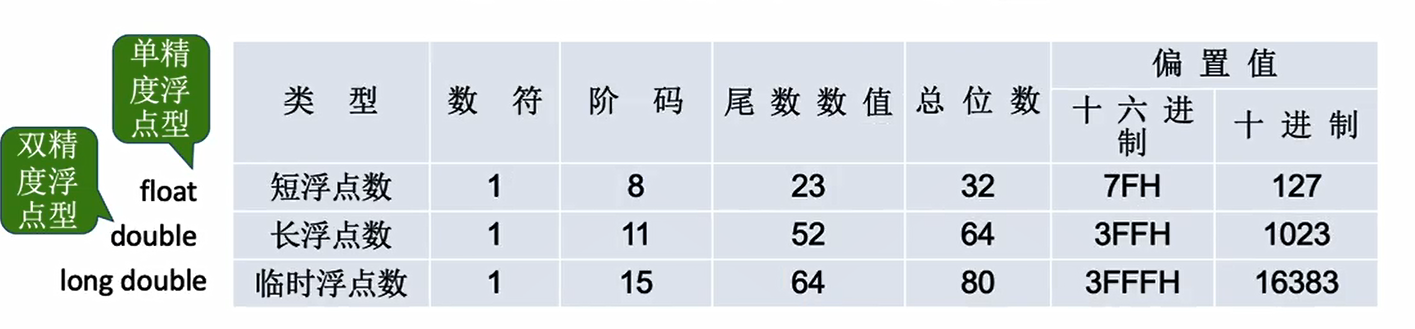 单精
度浮
点型
双精
度浮
点型
float
double
long double
类 型 数 符 阶 码 尾数数值 总位数 偏 置 值
十六进
制
十进制
短浮点数 1 8 23 32 7FH 127
长浮点数 1 11 52 64 3FFH 1023
临时浮点数 1 15 64 80 3FFFH 16383